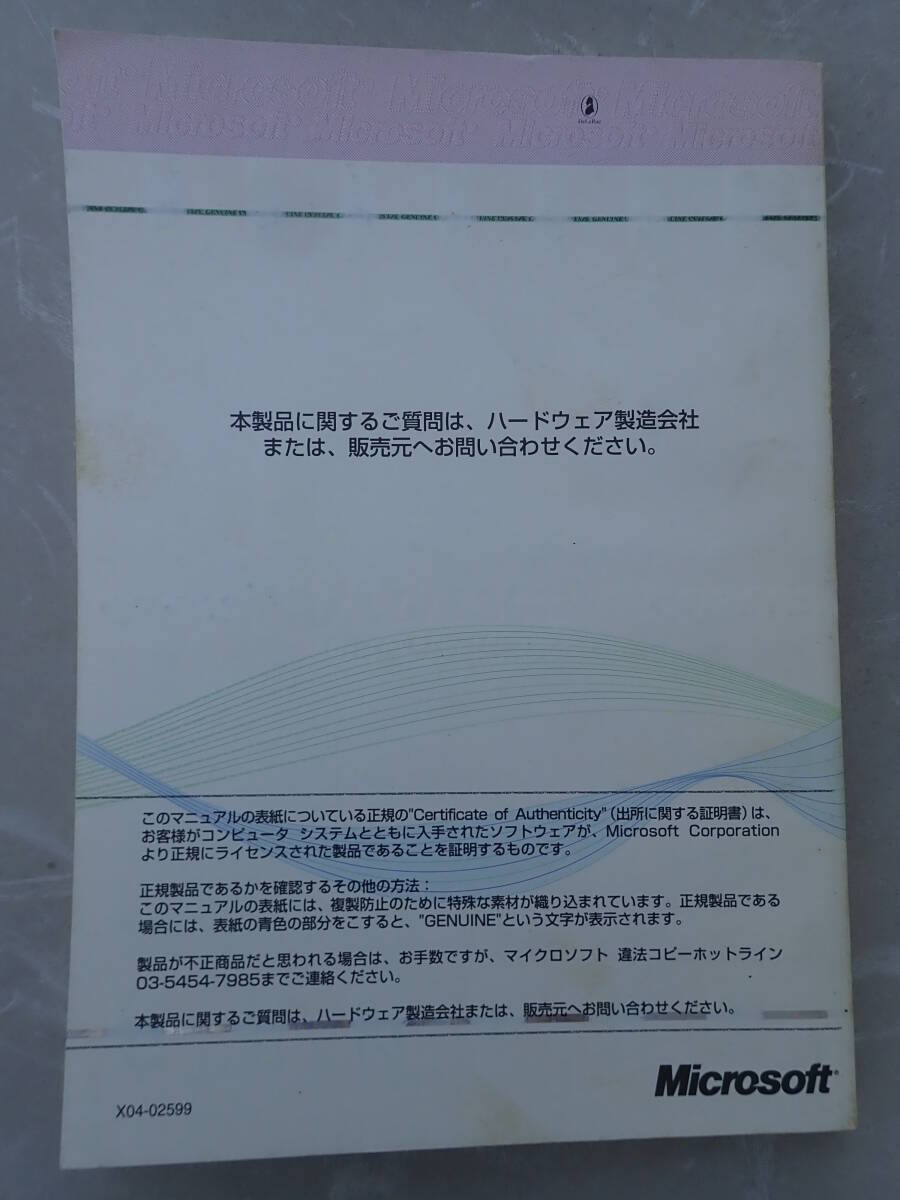 Microsoft Microsoft Microsoft
Microsoft Microsoft Microsoft Microsoft
本製品に関するご質問は、ハードウェア製造会社
または、販売元へお問い合わせください。
このマニュアルの表紙についている正規の"Certificate of Authenticity"（出所に関する証明書）は、
お客様がコンピュータ システムとともに入手されたソフトウェアが、Microsoft Corporation
より正規にライセンスされた製品であることを証明するものです。
正規製品であるかを確認するその他の方法：
このマニュアルの表紙には、複製防止のために特殊な素材が織り込まれています。正規製品である
場合には、表紙の青色の部分をこすると、"GENUINE"という文字が表示されます。
製品が不正商品だと思われる場合は、お手数ですが、マイクロソフト 違法コピーホットライン
03-5454-7985までご連絡ください。
本製品に関するご質問は、ハードウェア製造会社または、販売元へお問い合わせください。
Microsoft
X04-02599